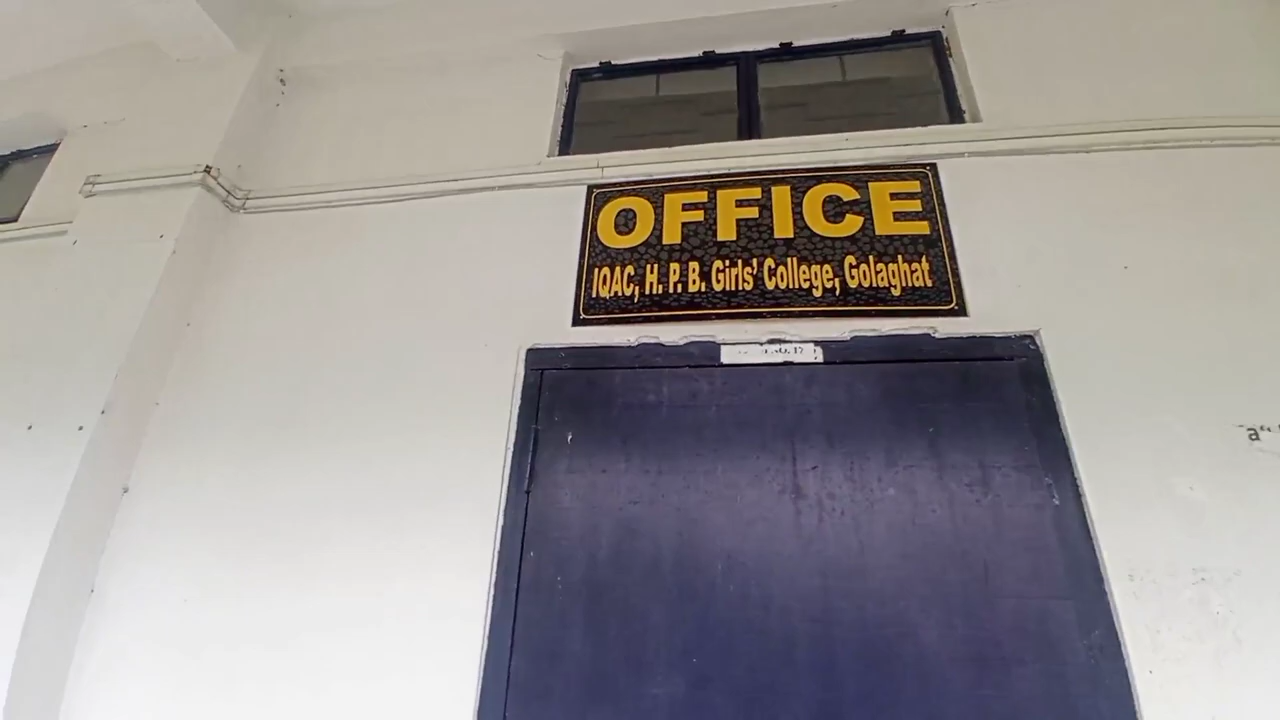 OFFICE
IQAC, H. P. B. Girls' College, Golaghat